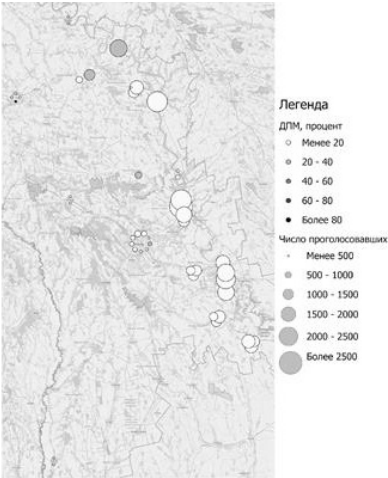 Легенда
ДПМ, процент
Менее 20
20 - 40
40 - 60
60 - 80
Более 80
Число проголосовавших
Менее 500
500 - 1000
1000 - 1500
1500 - 2000
2000 - 2500
Более 2500